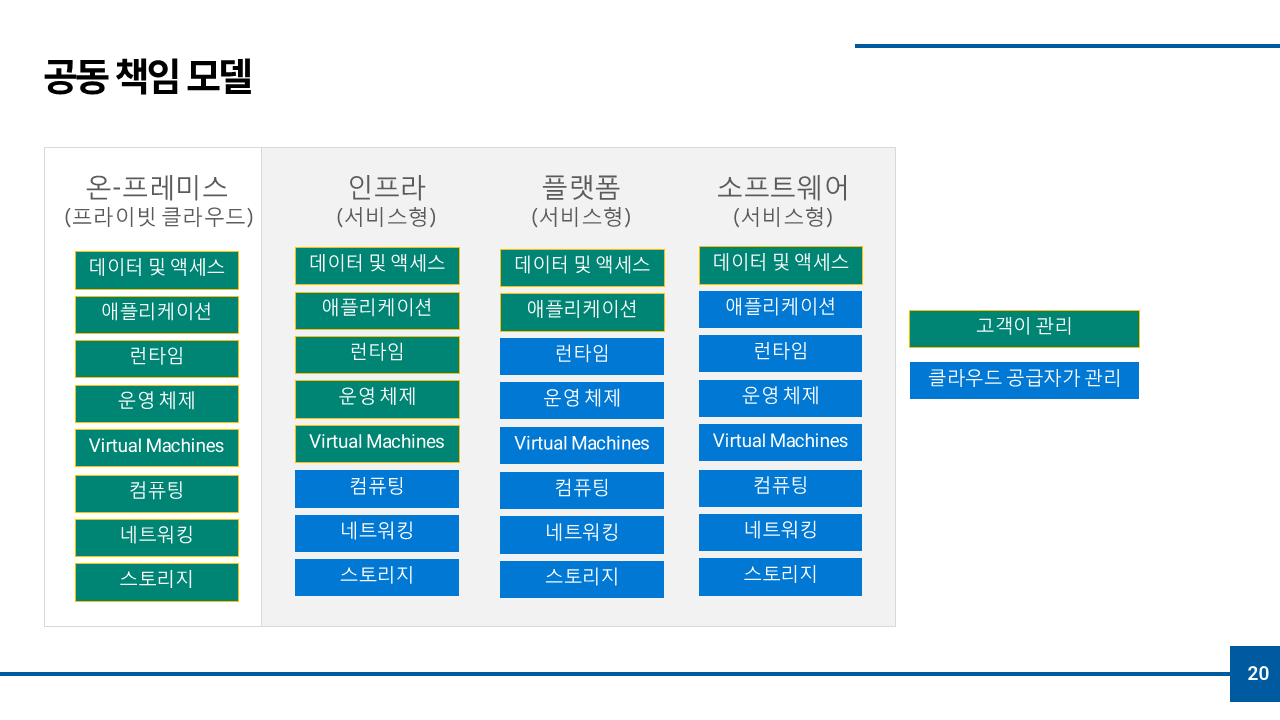 공동 책임 모델
온-프레미스
(프라이빗 클라우드)
데이터 및 액세스
애플리케이션
런타임
운영 체제
Virtual Machines
컴퓨팅
네트워킹
스토리지
인프라
(서비스형)
데이터 및 액세스
애플리케이션
런타임
운영 체제
Virtual Machines
컴퓨팅
네트워킹
스토리지
플랫폼
(서비스형)
데이터 및 액세스
애플리케이션
런타임
운영 체제
Virtual Machines
컴퓨팅
네트워킹
스토리지
소프트웨어
(서비스형)
데이터 및 액세스
애플리케이션
런타임
운영 체제
Virtual Machines
컴퓨팅
네트워킹
스토리지
고객이 관리
클라우드 공급자가 관리
20